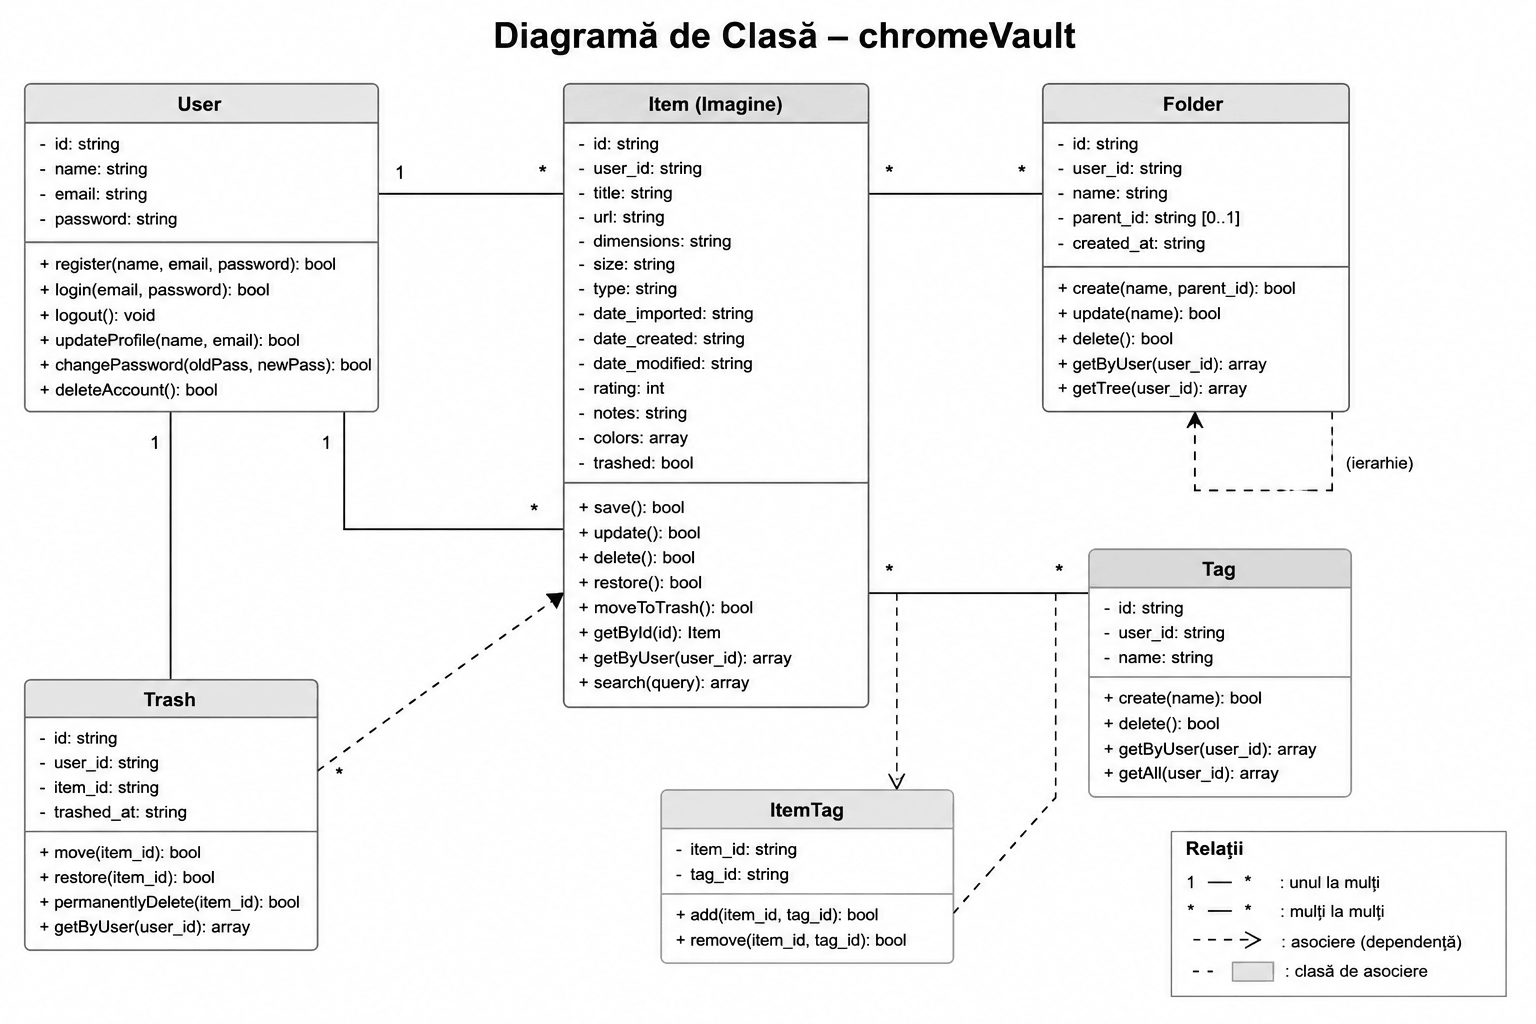 Diagramă de Clasă – chromeVault
User
- id: string
- name: string
- email: string
- password: string
+ register(name, email, password): bool
+ login(email, password): bool
+ logout(): void
+ updateProfile(name, email): bool
+ changePassword(oldPass, newPass): bool
+ deleteAccount(): bool
1
*
Item (Imagine)
- id: string
- user_id: string
- title: string
- url: string
- dimensions: string
- size: string
- type: string
- date_imported: string
- date_created: string
- date_modified: string
- rating: int
- notes: string
- colors: array
- trashed: bool
+ save(): bool
+ update(): bool
+ delete(): bool
+ restore(): bool
+ moveToTrash(): bool
+ getById(id): Item
+ getByUser(user_id): array
+ search(query): array
*
*
Folder
- id: string
- user_id: string
- name: string
- parent_id: string [0..1]
- created_at: string
+ create(name, parent_id): bool
+ update(name): bool
+ delete(): bool
+ getByUser(user_id): array
+ getTree(user_id): array
(ierarhie)
1
1
*
*
*
Tag
- id: string
- user_id: string
- name: string
+ create(name): bool
+ delete(): bool
+ getByUser(user_id): array
+ getAll(user_id): array
Trash
- id: string
- user_id: string
- item_id: string
- trashed_at: string
+ move(item_id): bool
+ restore(item_id): bool
+ permanentlyDelete(item_id): bool
+ getByUser(user_id): array
*
ItemTag
- item_id: string
- tag_id: string
+ add(item_id, tag_id): bool
+ remove(item_id, tag_id): bool
Relații
1 — * : unul la mulți
* — * : mulți la mulți
: asociere (dependență)
: clasă de asociere